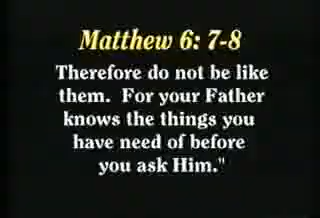 Matthew 6: 7-8
Therefore do not be like
them.  For your Father
knows the things you
have need of before
you ask Him."